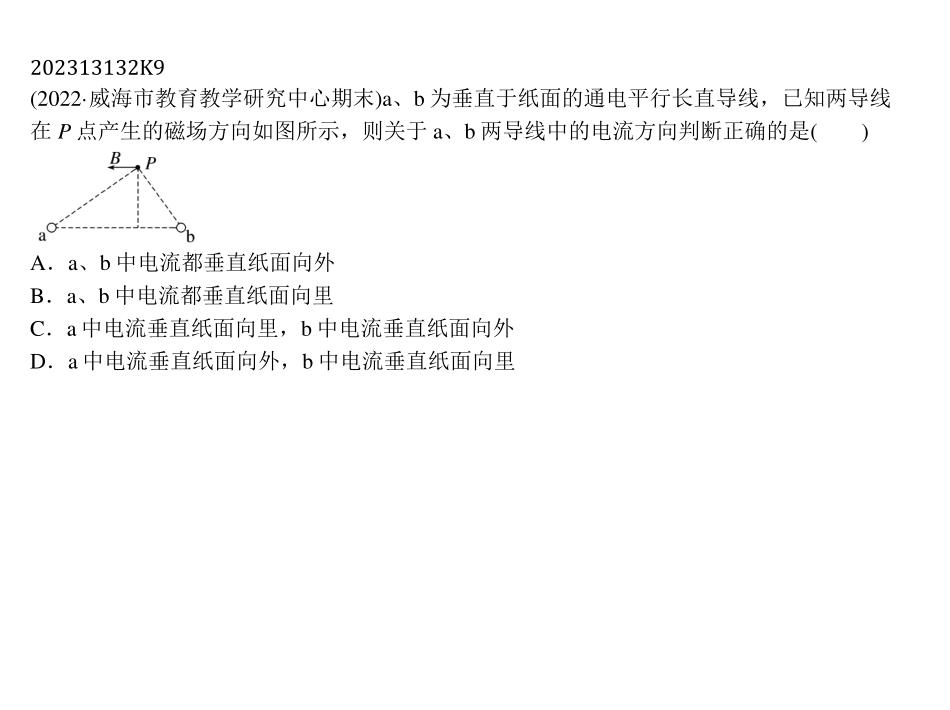 202313132K9
(2022·威海市教育教学研究中心期末)a、b 为垂直于纸面的通电平行长直导线，已知两导线
在 P 点产生的磁场方向如图所示，则关于 a、b 两导线中的电流方向判断正确的是(　　)
B P
a b
A．a、b 中电流都垂直纸面向外
B．a、b 中电流都垂直纸面向里
C．a 中电流垂直纸面向里，b 中电流垂直纸面向外
D．a 中电流垂直纸面向外，b 中电流垂直纸面向里